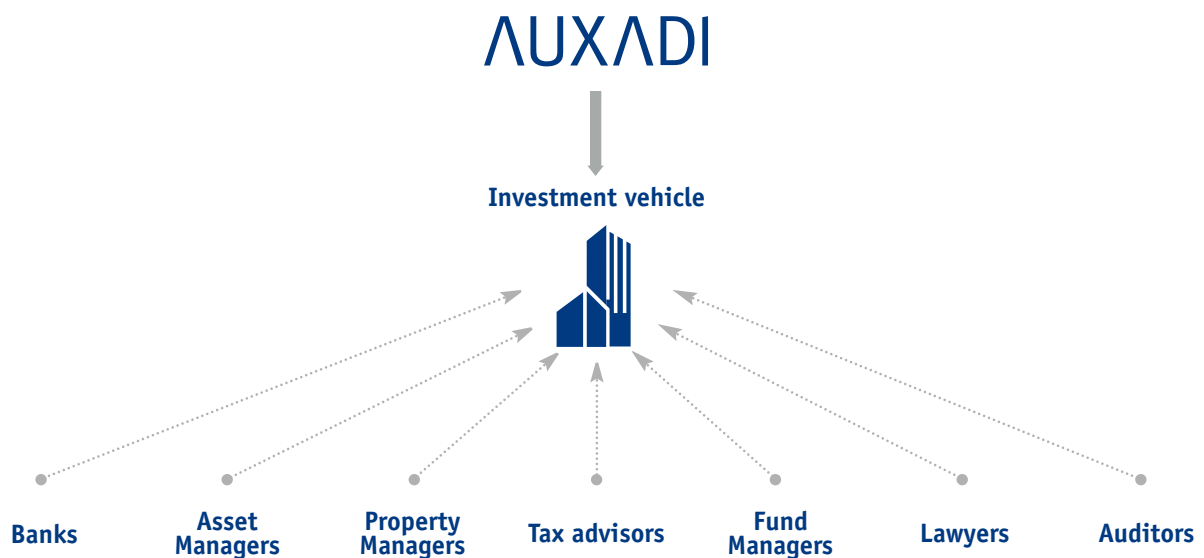 AUXADI
Investment vehicle
Banks
Asset
Managers
Property
Managers
Tax advisors
Fund
Managers
Lawyers
Auditors